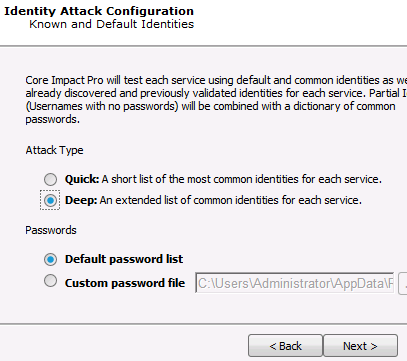 Identity Attack Configuration
Known and Default Identities
Core Impact Pro will test each service using default and common identities as we
already discovered and previously validated identities for each service. Partial I
(Usernames with no passwords) will be combined with a dictionary of common
passwords.
Attack Type
Quick: A short list of the most common identities for each service.
Deep: An extended list of common identities for each service.
Passwords
Default password list
Custom password file C:\Users\Administrator\AppData\
< Back Next >